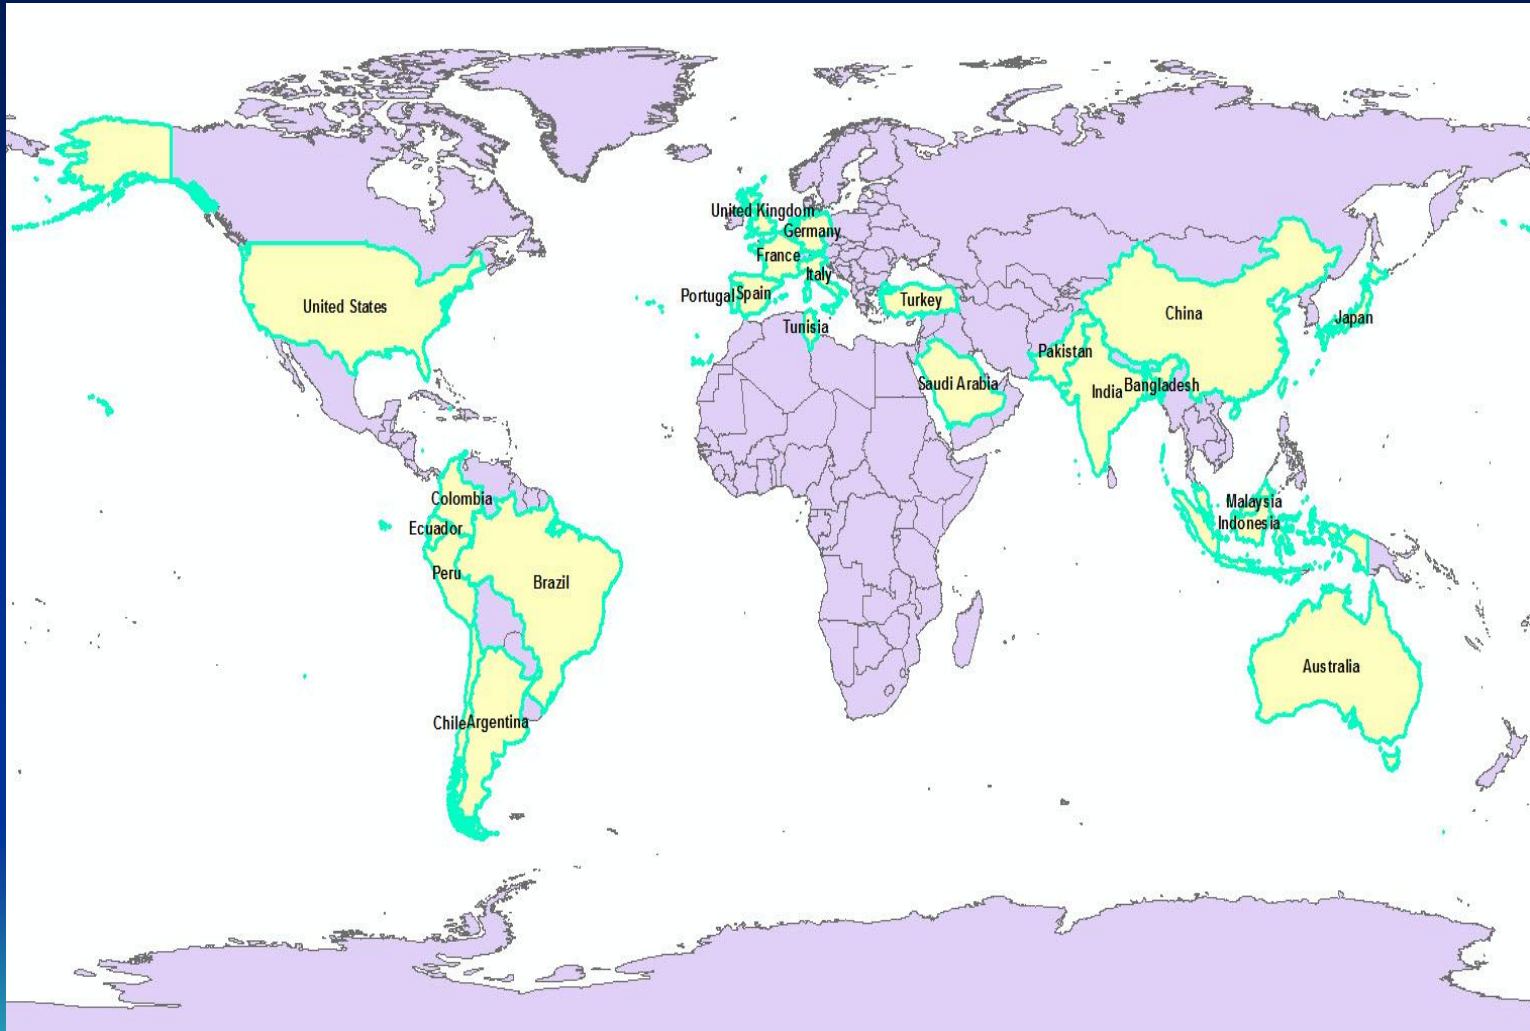 United Kingdom
Germany
France
Italy
Portugal
Spain
United States
Turkey
China
Japan
Tunisia
Pakistan
Saudi Arabia
India
Bangladesh
Colombia
Malaysia
Indonesia
Ecuador
Peru
Brazil
Australia
Chile
Argentina